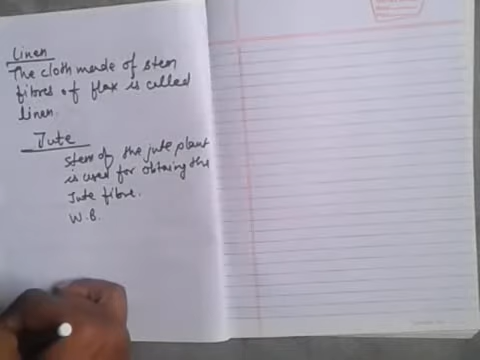 Linen
The cloth made of stem
fibres of flax is called
linen.
Jute
stem of the jute plant
is used for obtaining the
Jute fibre.
W.B.